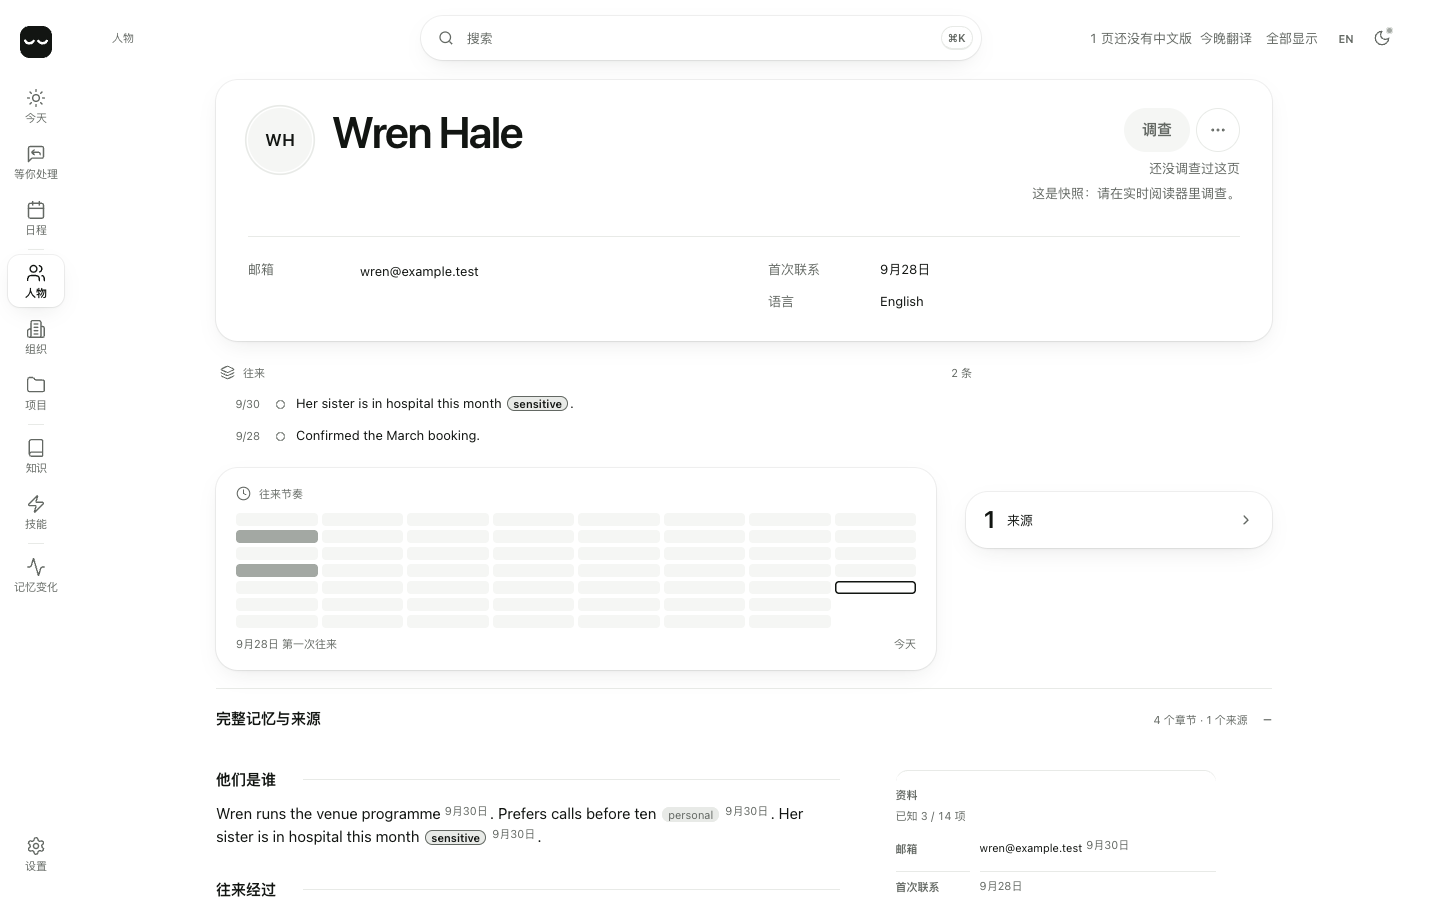 人物
搜索
⌘K
1 页还没有中文版 今晚翻译 全部显示 EN
今天
等你处理
日程
人物
组织
项目
知识
技能
记忆变化
设置
WH
Wren Hale
调查
还没调查过这页
这是快照：请在实时阅读器里调查。
邮箱 wren@example.test
首次联系 9月28日
语言 English
往来 2 条
9/30 Her sister is in hospital this month sensitive .
9/28 Confirmed the March booking.
往来节奏
9月28日 第一次往来 今天
1 来源
完整记忆与来源 4 个章节 · 1 个来源 −
他们是谁
Wren runs the venue programme 9月30日 . Prefers calls before ten personal 9月30日 . Her
sister is in hospital this month sensitive 9月30日 .
往来经过
资料
已知 3 / 14 项
邮箱 wren@example.test 9月30日
首次联系 9月28日